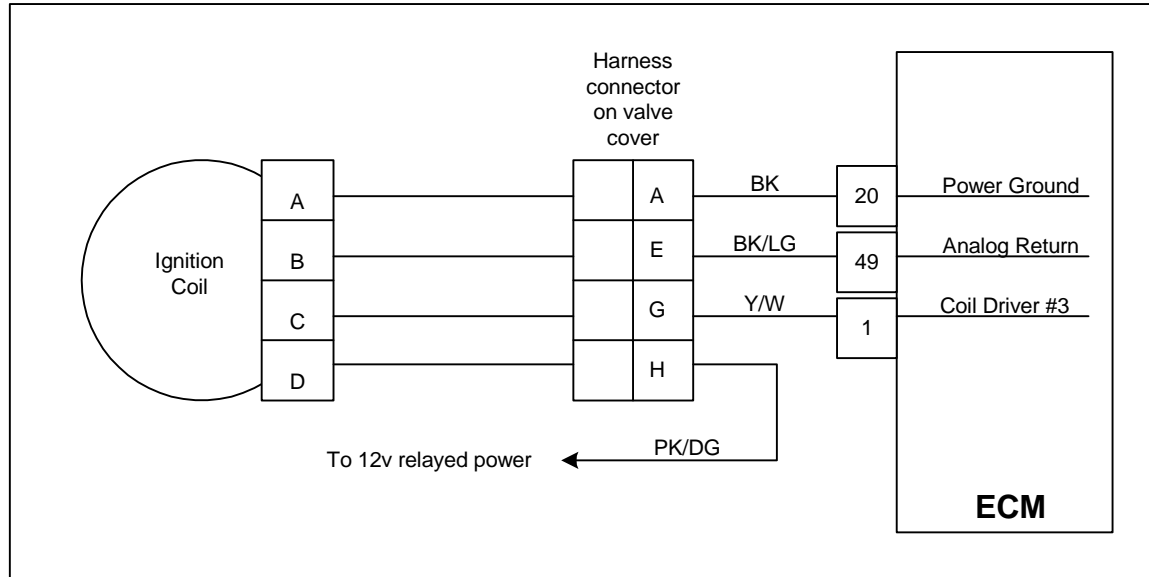 Harness
connector
on valve
cover
Ignition
Coil
A
B
C
D
A
E
G
H
BK
BK/LG
Y/W
20
49
1
Power Ground
Analog Return
Coil Driver #3
PK/DG
To 12v relayed power
ECM